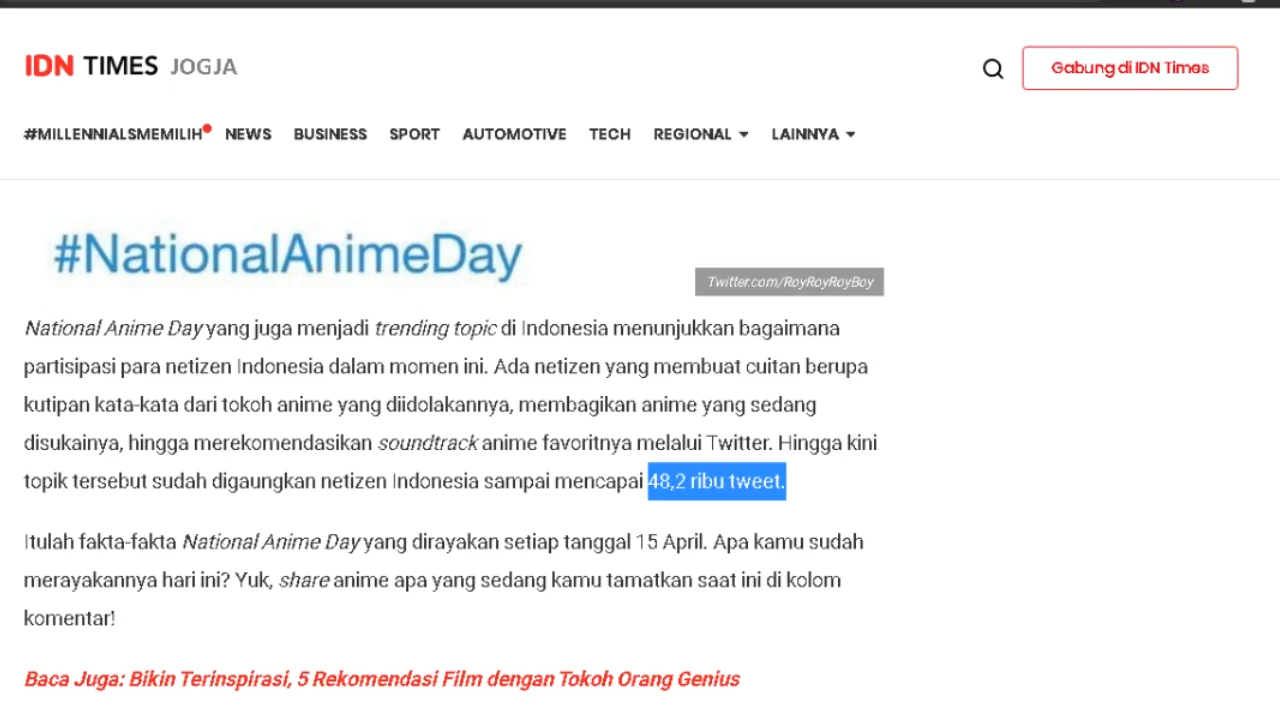 IDN TIMES JOGJA
Gabung di IDN Times
#MILLENNIALSMEMILIH NEWS BUSINESS SPORT AUTOMOTIVE TECH REGIONAL LAINNYA
#NationalAnimeDay
Twitter.com/RoyRoyRoyBoy
National Anime Day yang juga menjadi trending topic di Indonesia menunjukkan bagaimana
partisipasi para netizen Indonesia dalam momen ini. Ada netizen yang membuat cuitan berupa
kutipan kata-kata dari tokoh anime yang diidolakannya, membagikan anime yang sedang
disukainya, hingga merekomendasikan soundtrack anime favoritnya melalui Twitter. Hingga kini
topik tersebut sudah digaungkan netizen Indonesia sampai mencapai 48,2 ribu tweet.
Itulah fakta-fakta National Anime Day yang dirayakan setiap tanggal 15 April. Apa kamu sudah
merayakannya hari ini? Yuk, share anime apa yang sedang kamu tamatkan saat ini di kolom
komentar!
Baca Juga: Bikin Terinspirasi, 5 Rekomendasi Film dengan Tokoh Orang Genius